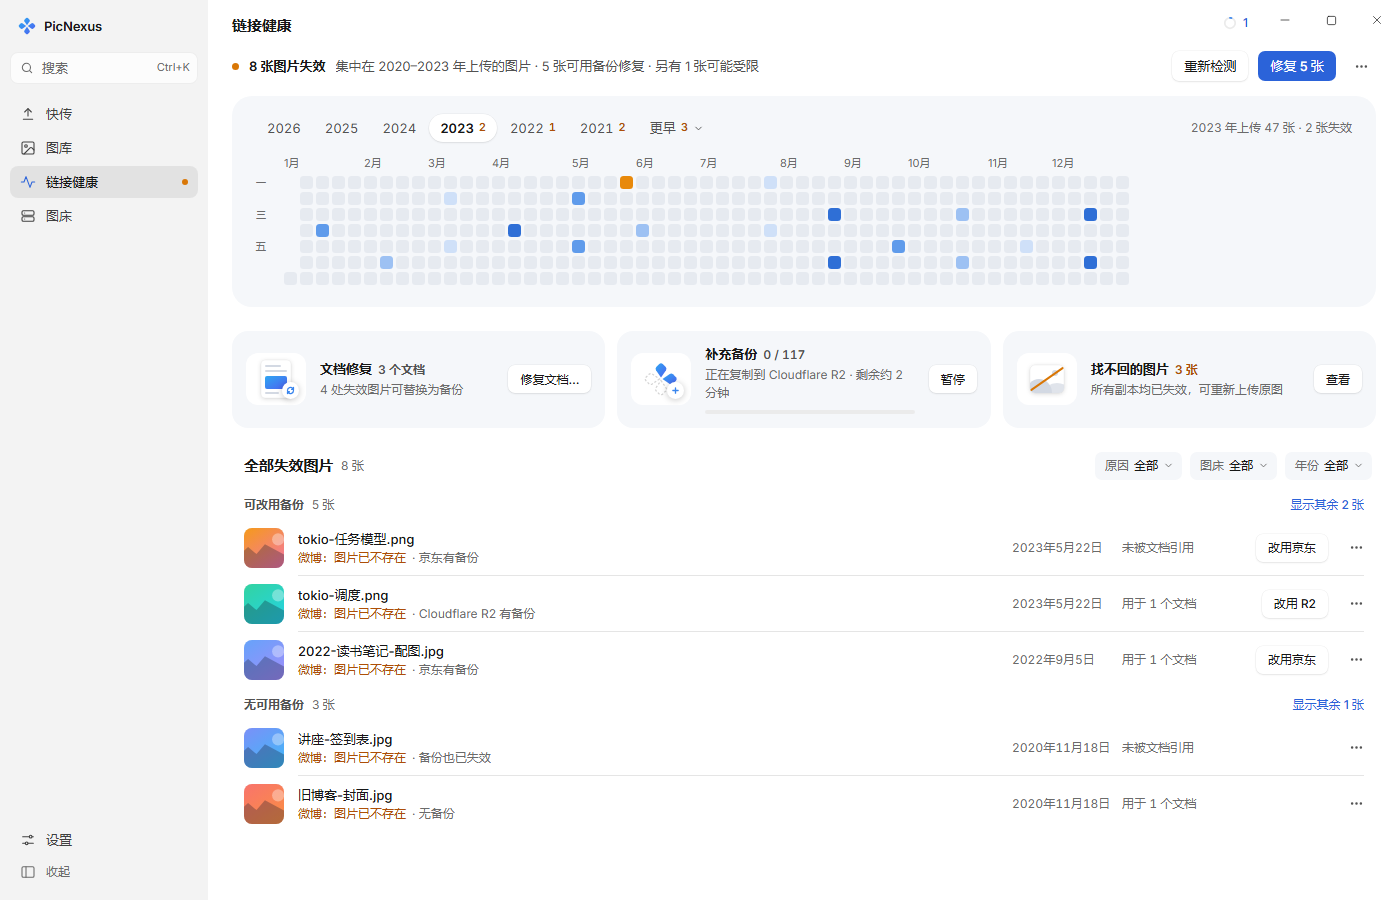 PicNexus
搜索 Ctrl+K
快传
图库
链接健康
图床
设置
收起
链接健康
1
8 张图片失效 集中在 2020–2023 年上传的图片 · 5 张可用备份修复 · 另有 1 张可能受限
重新检测 修复 5 张 ···
2026 2025 2024 2023 2 2022 1 2021 2 更早 3
2023 年上传 47 张 · 2 张失效
1月 2月 3月 4月 5月 6月 7月 8月 9月 10月 11月 12月
一
三
五
文档修复 3 个文档
4 处失效图片可替换为备份
修复文档...
补充备份 0 / 117
正在复制到 Cloudflare R2 · 剩余约 2
分钟
暂停
找不回的图片 3 张
所有副本均已失效，可重新上传原图
查看
全部失效图片 8 张
原因 全部 图床 全部 年份 全部
可改用备份 5 张 显示其余 2 张
tokio-任务模型.png
微博：图片已不存在 · 京东有备份
2023年5月22日 未被文档引用 改用京东 ···
tokio-调度.png
微博：图片已不存在 · Cloudflare R2 有备份
2023年5月22日 用于 1 个文档 改用 R2 ···
2022-读书笔记-配图.jpg
微博：图片已不存在 · 京东有备份
2022年9月5日 用于 1 个文档 改用京东 ···
无可用备份 3 张 显示其余 1 张
讲座-签到表.jpg
微博：图片已不存在 · 备份也已失效
2020年11月18日 未被文档引用 ···
旧博客-封面.jpg
微博：图片已不存在 · 无备份
2020年11月18日 用于 1 个文档 ···